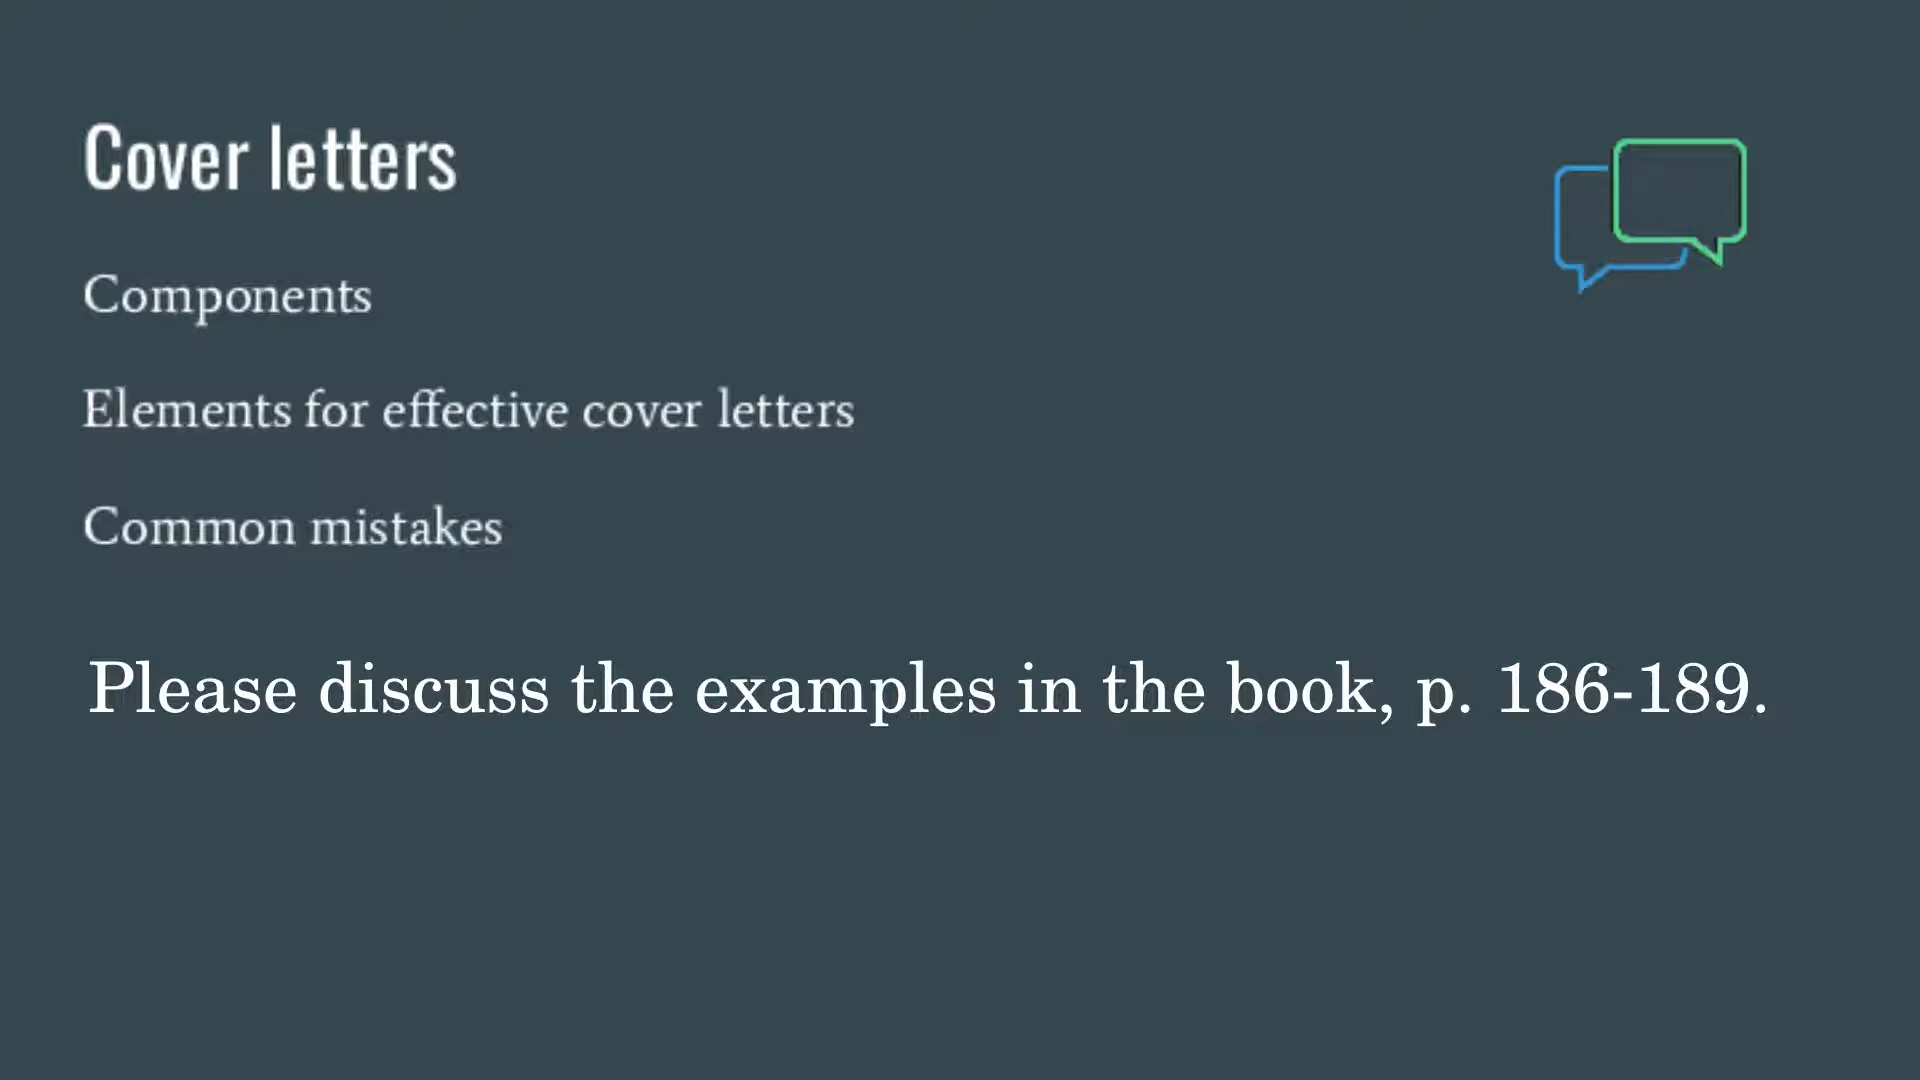 Cover letters
Components
Elements for effective cover letters
Common mistakes
Please discuss the examples in the book, p. 186-189.